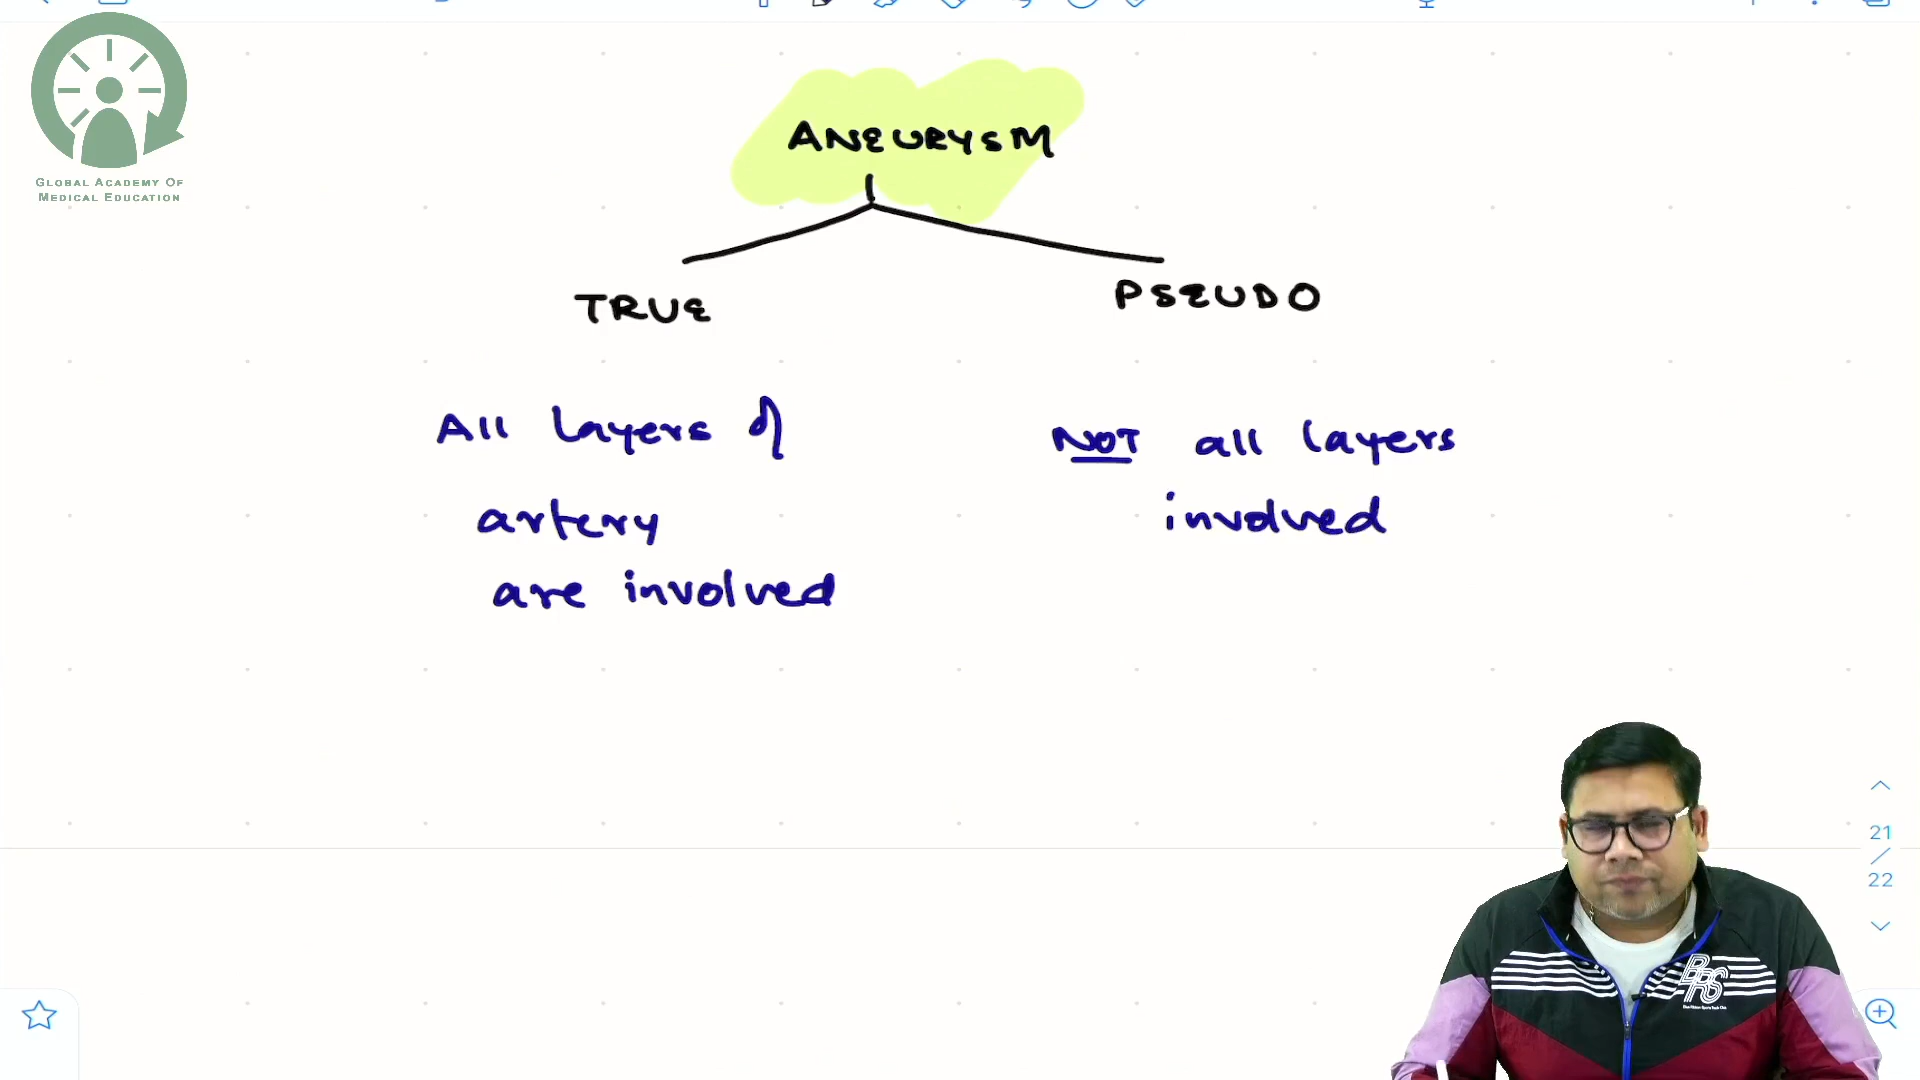 GLOBAL ACADEMY OF
MEDICAL EDUCATION
ANEURYSM
TRUE
PSEUDO
All layers of
artery
are involved
NOT all layers
involved
21
/
22
BRS